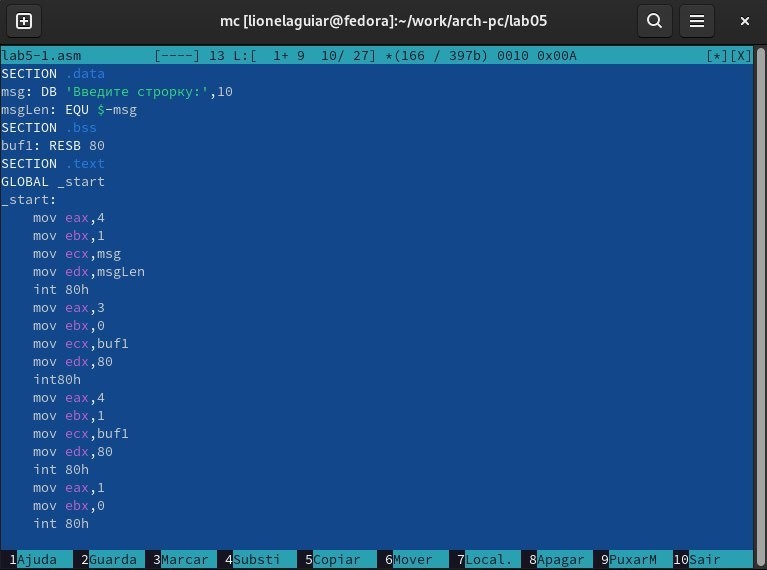 mc [lionelaguiar@fedora]:~/work/arch-pc/lab05
lab5-1.asm [----] 13 L:[ 1+ 9 10/ 27] *(166 / 397b) 0010 0x00A [*][X]
SECTION .data
msg: DB 'Введите строрку:',10
msgLen: EQU $-msg
SECTION .bss
buf1: RESB 80
SECTION .text
GLOBAL _start
_start:
mov eax,4
mov ebx,1
mov ecx,msg
mov edx,msgLen
int 80h
mov eax,3
mov ebx,0
mov ecx,buf1
mov edx,80
int80h
mov eax,4
mov ebx,1
mov ecx,buf1
mov edx,80
int 80h
mov eax,1
mov ebx,0
int 80h
1Ajuda 2Guarda 3Marcar 4Substi 5Copiar 6Mover 7Local. 8Apagar 9PuxarM 10Sair